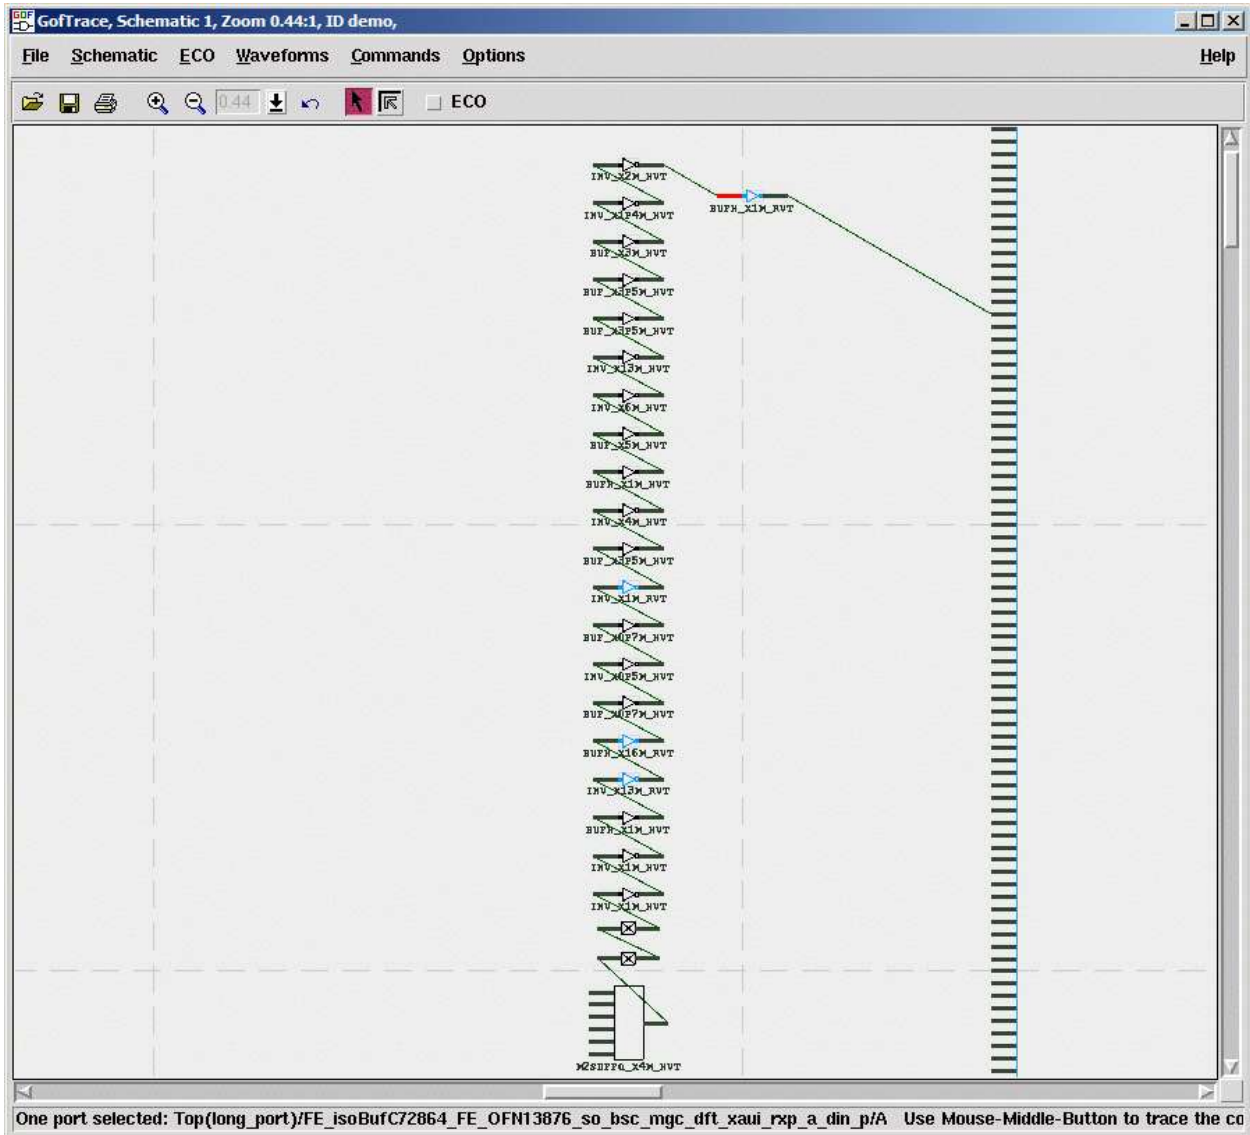 GOF GofTrace, Schematic 1, Zoom 0.44:1, ID demo,
File Schematic ECO Waveforms Commands Options Help
0.44 ECO
INV_X2M_HVT
BUFH_X1M_RVT
INV_X1P4M_HVT
BUF_X3M_HVT
BUF_X3P5M_HVT
BUF_X3P5M_HVT
INV_X13M_HVT
INV_X6M_HVT
BUF_X5M_HVT
BUFH_X1M_HVT
INV_X4M_HVT
BUF_X3P5M_HVT
INV_X1M_RVT
BUF_X0P7M_HVT
INV_X0P5M_HVT
BUF_X0P7M_HVT
BUFH_X16M_RVT
INV_X13M_RVT
BUFH_X1M_HVT
INV_X1M_HVT
INV_X1M_HVT
M2SDFFQ_X4M_HVT
One port selected: Top(long_port)/FE_isoBufC72864_FE_OFN13876_so_bsc_mgc_dft_xaui_rxp_a_din_p/A Use Mouse-Middle-Button to trace the co